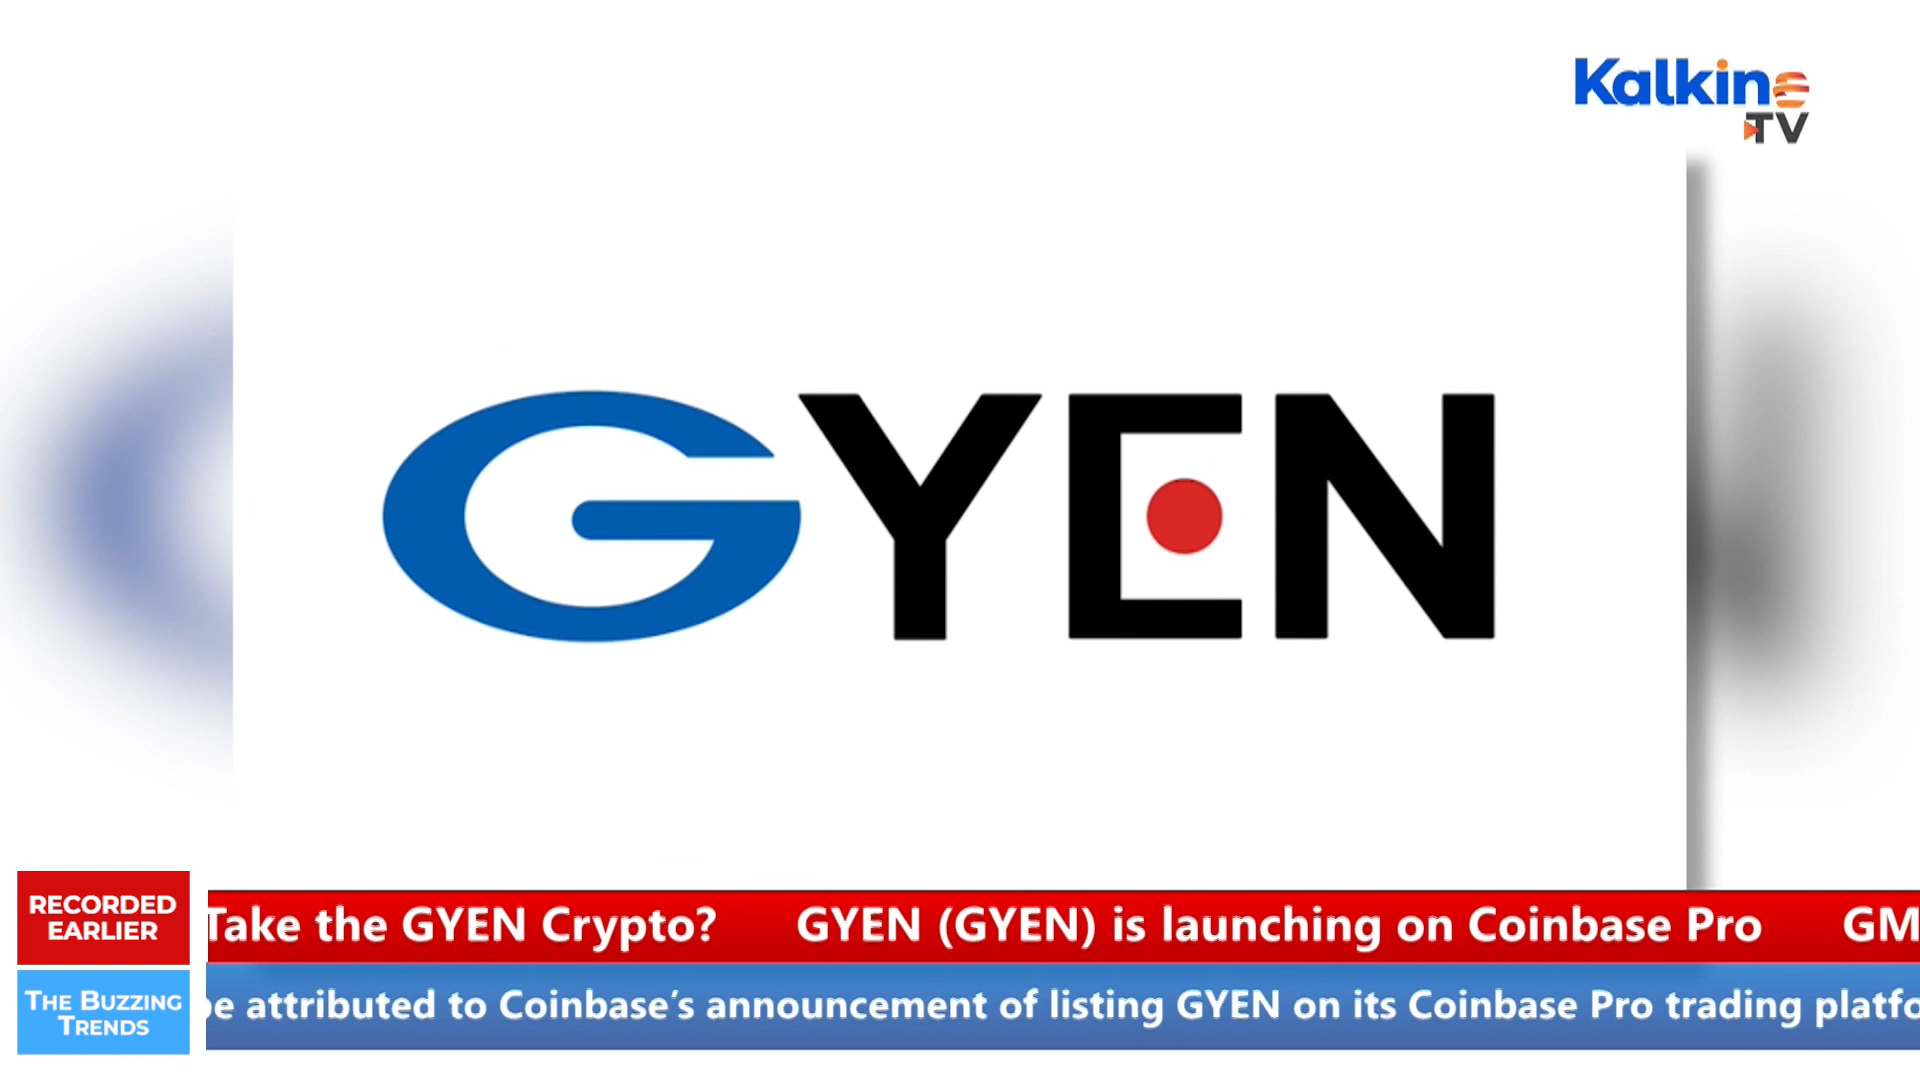 Kalkine
TV
GYEN
RECORDED
EARLIER
Take the GYEN Crypto? GYEN (GYEN) is launching on Coinbase Pro GM
THE BUZZING
TRENDS
be attributed to Coinbase’s announcement of listing GYEN on its Coinbase Pro trading platfo